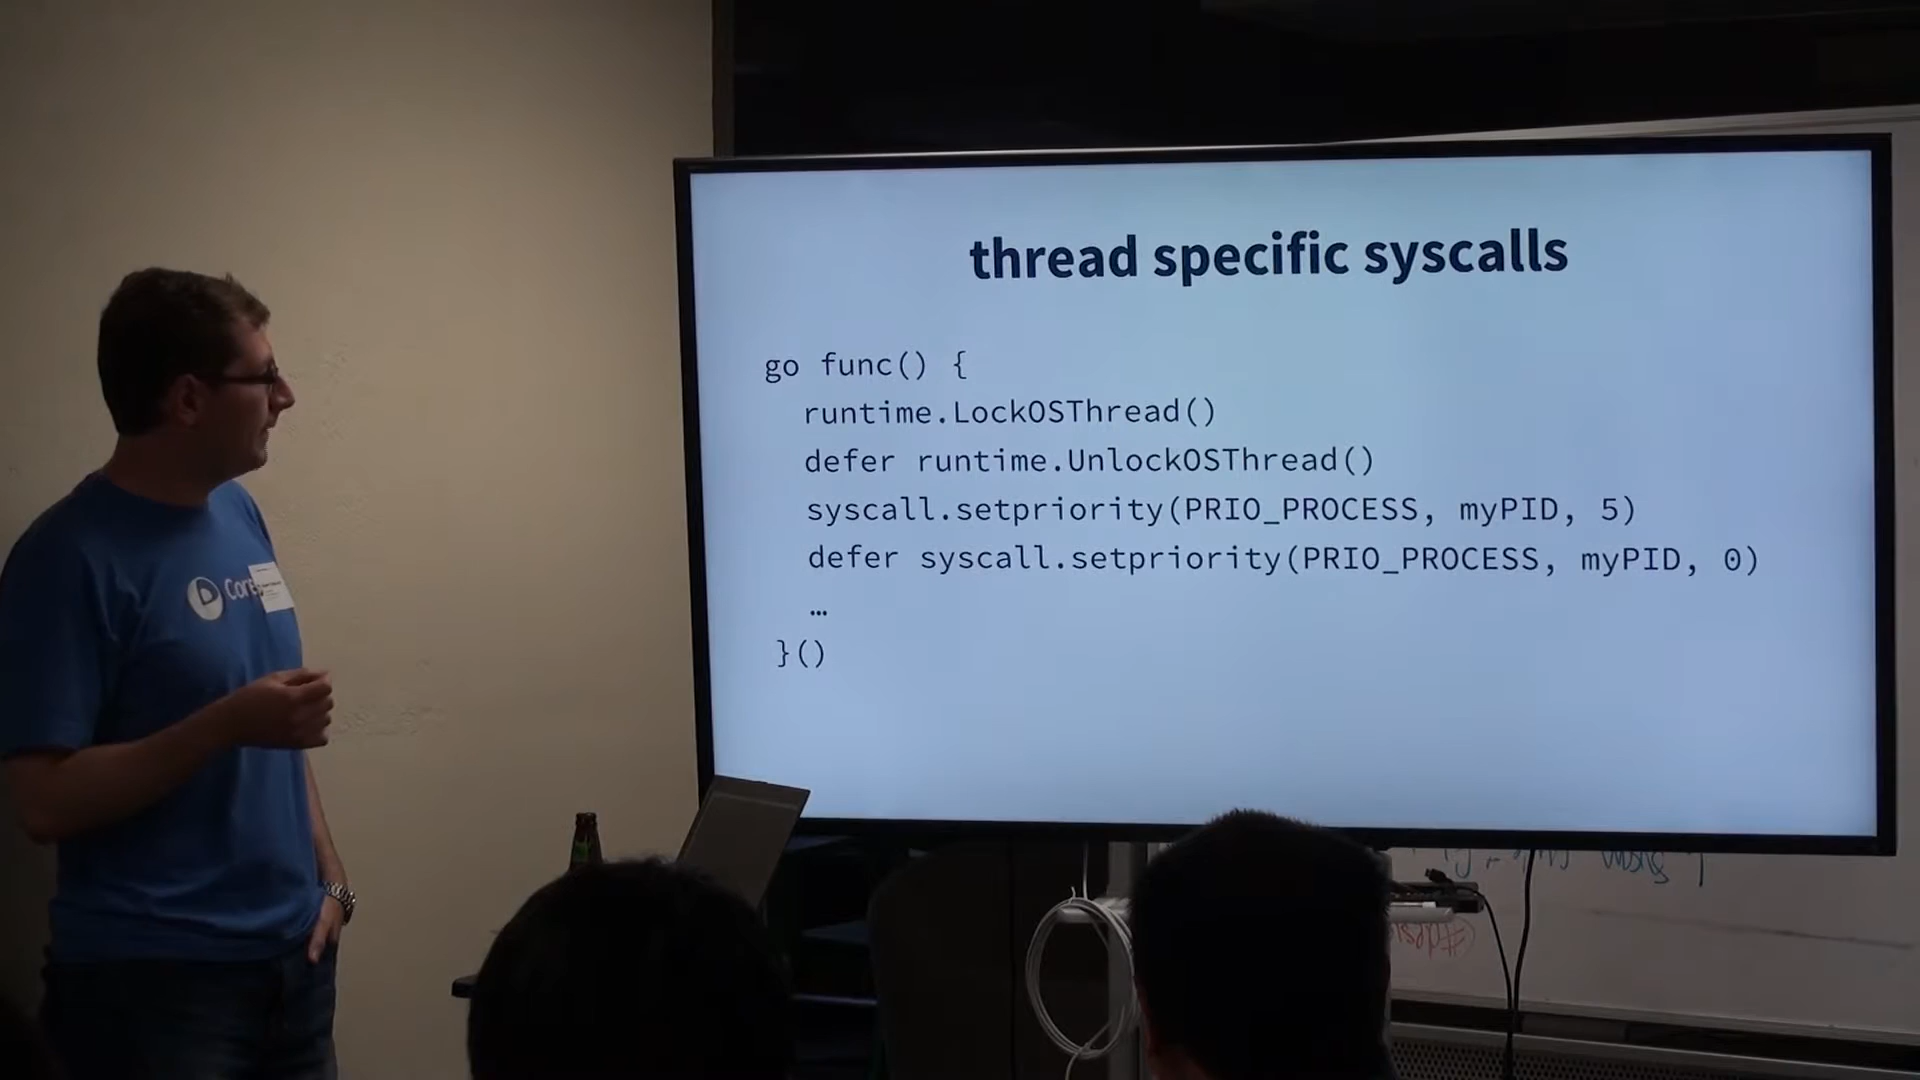 thread specific syscalls
go func() {
runtime.LockOSThread()
defer runtime.UnlockOSThread()
syscall.setpriority(PRIO_PROCESS, myPID, 5)
defer syscall.setpriority(PRIO_PROCESS, myPID, 0)
…
}()